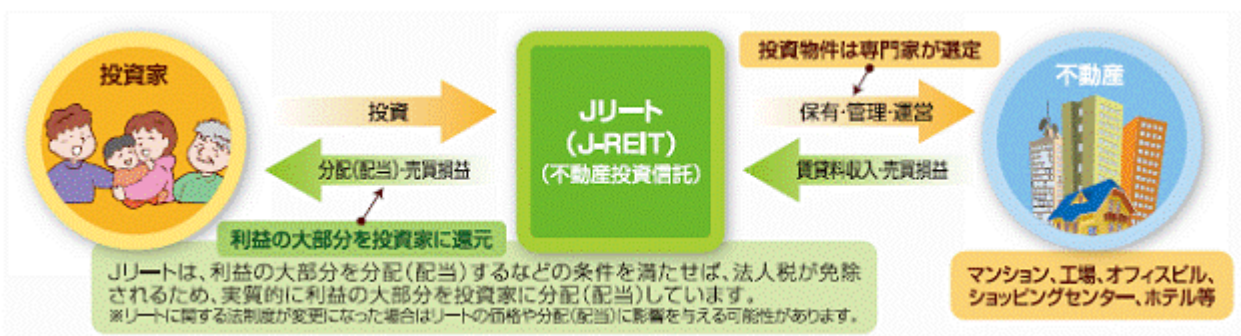 投資家
投資
分配(配当)・売買損益
利益の大部分を投資家に還元
Jリート
(J-REIT)
(不動産投資信託)
投資物件は専門家が選定
保有・管理・運営
賃貸料収入・売買損益
不動産
マンション、工場、オフィスビル、
ショッピングセンター、ホテル等
Jリートは、利益の大部分を分配(配当)するなどの条件を満たせば、法人税が免除
されるため、実質的に利益の大部分を投資家に分配(配当)しています。
※リートに関する法制度が変更になった場合はリートの価格や分配(配当)に影響を与える可能性があります。